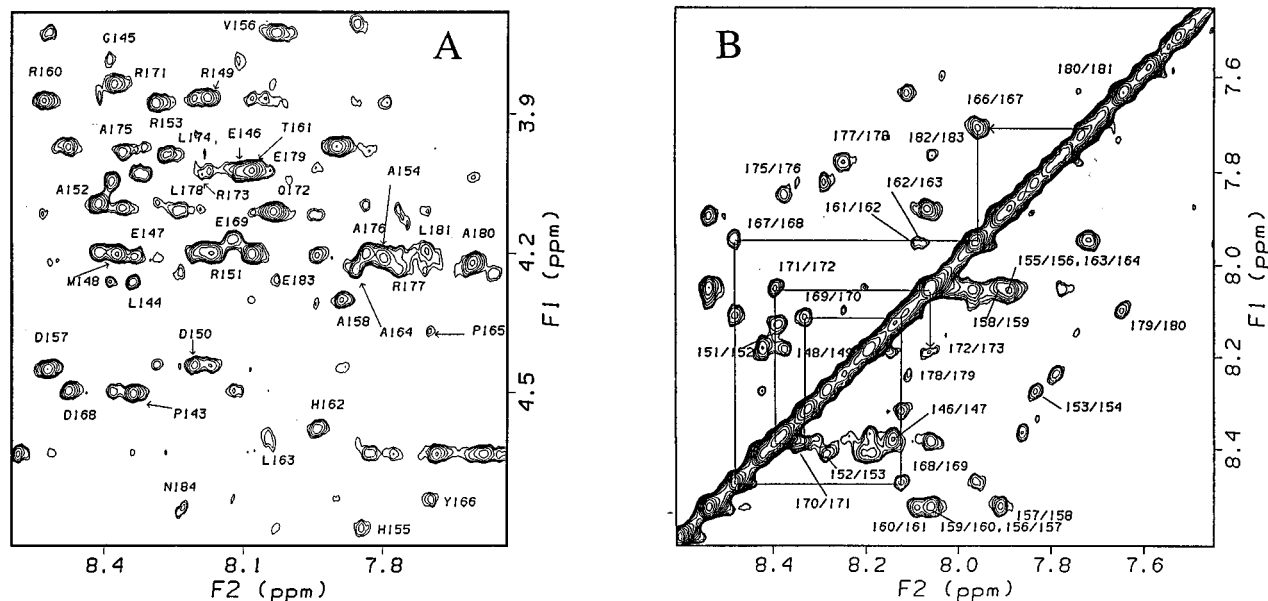 A
V156
G145
R160
R171
R149
R153
A175
L174
E146
T161
E179
A154
A152
L178
R173
Q172
E169
A176
L181
A180
E147
M148
R151
E183
R177
L144
A158
A164
P165
D157
D150
D168
P143
H162
L163
N184
Y166
H155
3.9
4.2
4.5
F1 (ppm)
8.4
8.1
7.8
F2 (ppm)
B
180/181
166/167
177/178
182/183
175/176
162/163
161/162
167/168
171/172
155/156,163/164
169/170
158/159
179/180
151/152
148/149
172/173
178/179
153/154
146/147
152/153
168/169
170/171
157/158
160/161
159/160,156/157
7.6
7.8
8.0
8.2
8.4
F1 (ppm)
8.4
8.2
8.0
7.8
7.6
F2 (ppm)